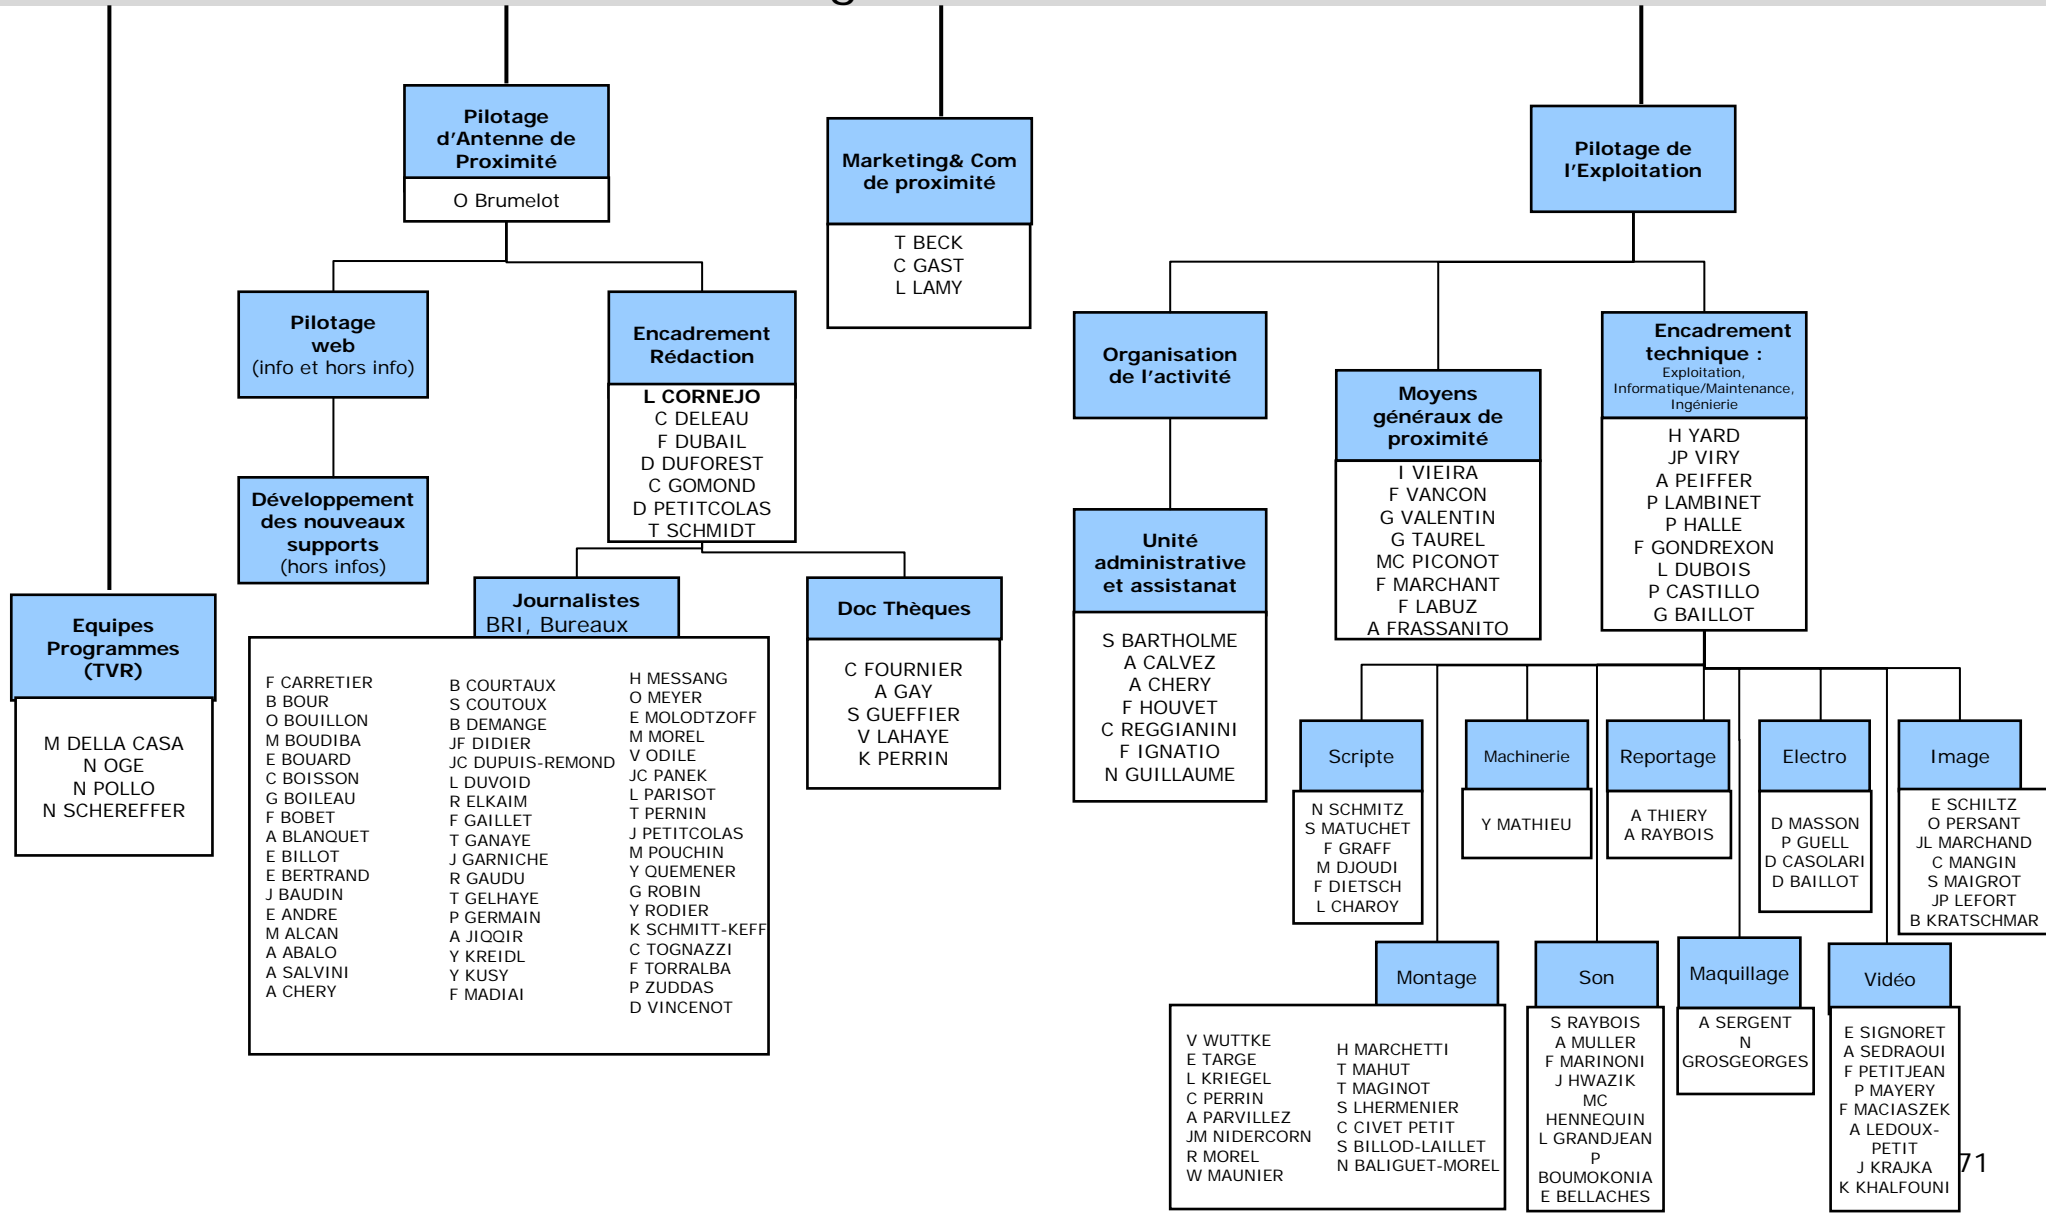 g
Pilotage
d'Antenne de
Proximité
O Brumelot
Marketing& Com
de proximité
T BECK
C GAST
L LAMY
Pilotage de
l'Exploitation
Pilotage
web
(info et hors info)
Encadrement
Rédaction
L CORNEJO
C DELEAU
F DUBAIL
D DUFOREST
C GOMOND
D PETITCOLAS
T SCHMIDT
Développement
des nouveaux
supports
(hors infos)
Organisation
de l'activité
Moyens
généraux de
proximité
I VIEIRA
F VANCON
G VALENTIN
G TAUREL
MC PICONOT
F MARCHANT
F LABUZ
A FRASSANITO
Encadrement
technique :
Exploitation,
Informatique/Maintenance,
Ingénierie
H YARD
JP VIRY
A PEIFFER
P LAMBINET
P HALLE
F GONDREXON
L DUBOIS
P CASTILLO
G BAILLOT
Unité
administrative
et assistanat
S BARTHOLME
A CALVEZ
A CHERY
F HOUVET
C REGGIANINI
F IGNATIO
N GUILLAUME
Equipes
Programmes
(TVR)
M DELLA CASA
N OGE
N POLLO
N SCHEREFFER
Journalistes
BRI, Bureaux
F CARRETIER
B BOUR
O BOUILLON
M BOUDIBA
E BOUARD
C BOISSON
G BOILEAU
F BOBET
A BLANQUET
E BILLOT
E BERTRAND
J BAUDIN
E ANDRE
M ALCAN
A ABALO
A SALVINI
A CHERY
B COURTAUX
S COUTOUX
B DEMANGE
JF DIDIER
JC DUPUIS-REMOND
L DUVOID
R ELKAIM
F GAILLET
T GANAYE
J GARNICHE
R GAUDU
T GELHAYE
P GERMAIN
A JIQQIR
Y KREIDL
Y KUSY
F MADIAI
H MESSANG
O MEYER
E MOLODTZOFF
M MOREL
V ODILE
JC PANEK
L PARISOT
T PERNIN
J PETITCOLAS
M POUCHIN
Y QUEMENER
G ROBIN
Y RODIER
K SCHMITT-KEFF
C TOGNAZZI
F TORRALBA
P ZUDDAS
D VINCENOT
Doc Thèques
C FOURNIER
A GAY
S GUEFFIER
V LAHAYE
K PERRIN
Scripte
N SCHMITZ
S MATUCHET
F GRAFF
M DJOUDI
F DIETSCH
L CHAROY
Machinerie
Y MATHIEU
Reportage
A THIERY
A RAYBOIS
Electro
D MASSON
P GUELL
D CASOLARI
D BAILLOT
Image
E SCHILTZ
O PERSANT
JL MARCHAND
C MANGIN
S MAIGROT
JP LEFORT
B KRATSCHMAR
Montage
V WUTTKE
E TARGE
L KRIEGEL
C PERRIN
A PARVILLEZ
JM NIDERCORN
R MOREL
W MAUNIER
H MARCHETTI
T MAHUT
T MAGINOT
S LHERMENIER
C CIVET PETIT
S BILLOD-LAILLET
N BALIGUET-MOREL
Son
S RAYBOIS
A MULLER
F MARINONI
J HWAZIK
MC
HENNEQUIN
L GRANDJEAN
P
BOUMOKONIA
E BELLACHES
Maquillage
A SERGENT
N
GROSGEORGES
Vidéo
E SIGNORET
A SEDRAOUI
F PETITJEAN
P MAYERY
F MACIASZEK
A LEDOUX-
PETIT
J KRAJKA
K KHALFOUNI
71